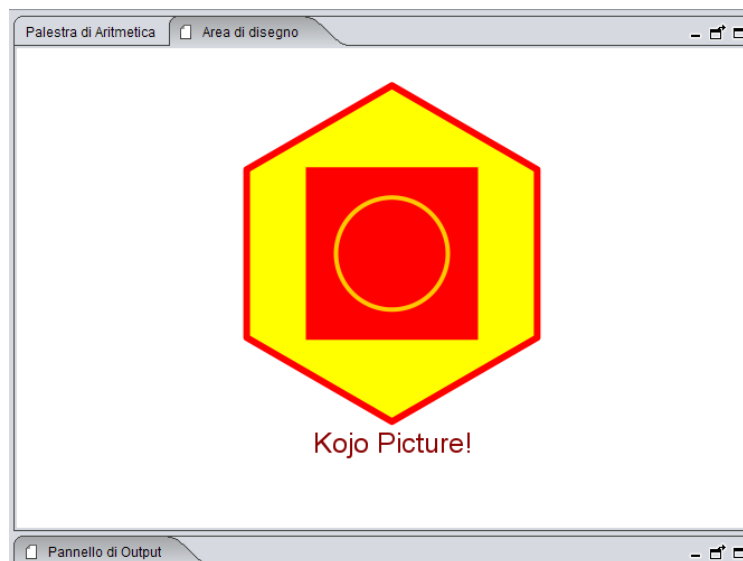 Palestra di Aritmetica
Area di disegno
Kojo Picture!
Pannello di Output